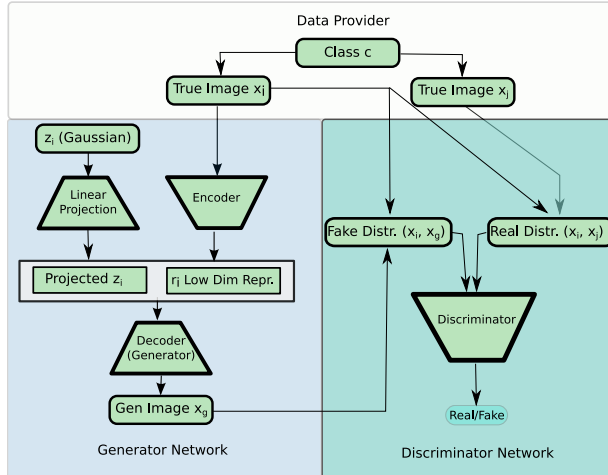 Data Provider
Class c
True Image xᵢ
True Image xⱼ
zᵢ (Gaussian)
Linear
Projection
Encoder
Fake Distr. (xᵢ, x_g)
Real Distr. (xᵢ, xⱼ)
Projected zᵢ
rᵢ Low Dim Repr.
Discriminator
Decoder
(Generator)
Gen Image x_g
Real/Fake
Generator Network
Discriminator Network